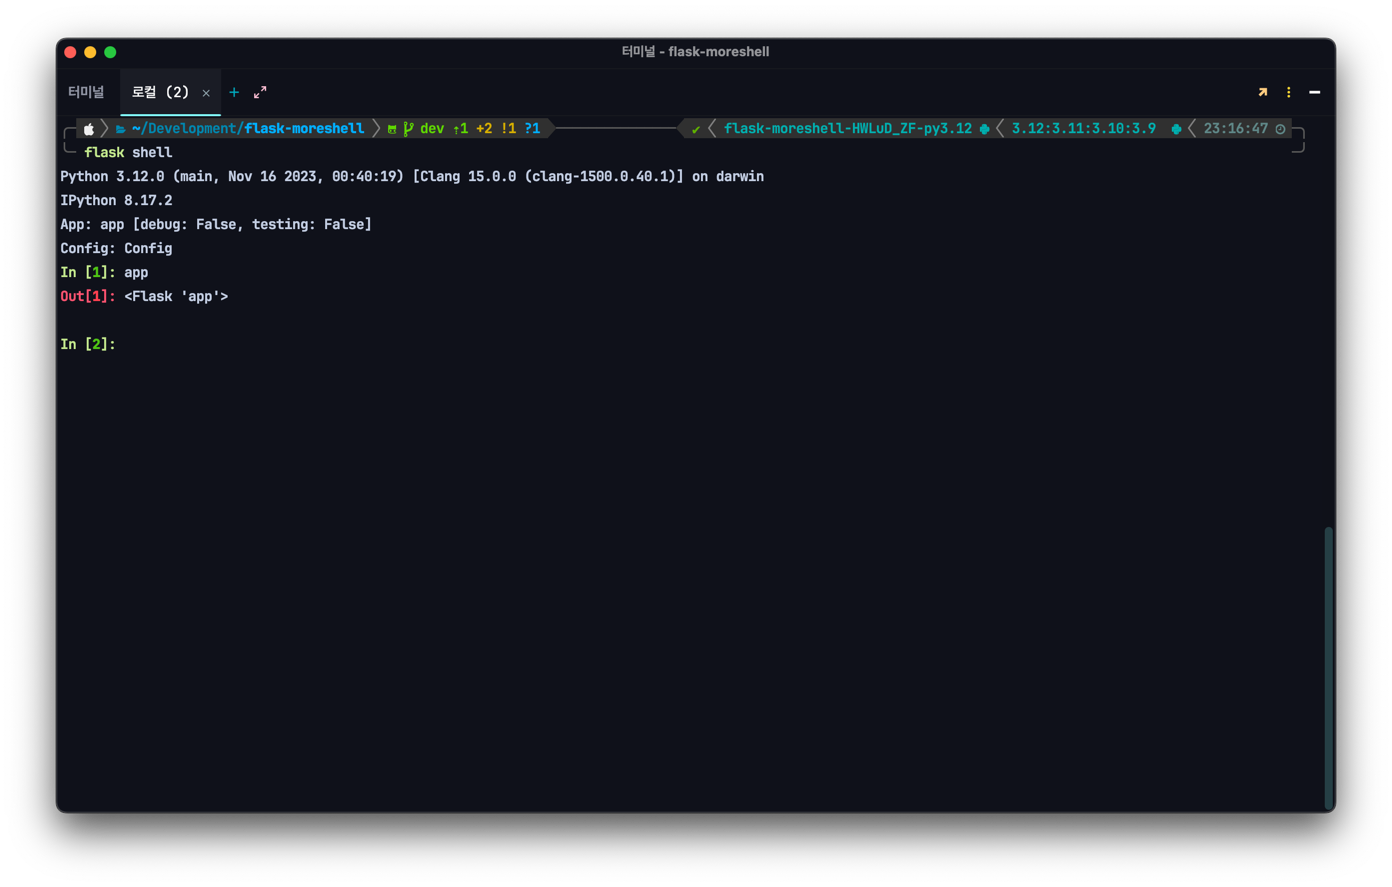 터미널 - flask-moreshell
터미널 로컬 (2) × +
~/Development/flask-moreshell dev ⇡1 +2 !1 ?1 ✔ flask-moreshell-HWLuD_ZF-py3.12 3.12:3.11:3.10:3.9 23:16:47
flask shell
Python 3.12.0 (main, Nov 16 2023, 00:40:19) [Clang 15.0.0 (clang-1500.0.40.1)] on darwin
IPython 8.17.2
App: app [debug: False, testing: False]
Config: Config
In [1]: app
Out[1]: <Flask 'app'>
In [2]: